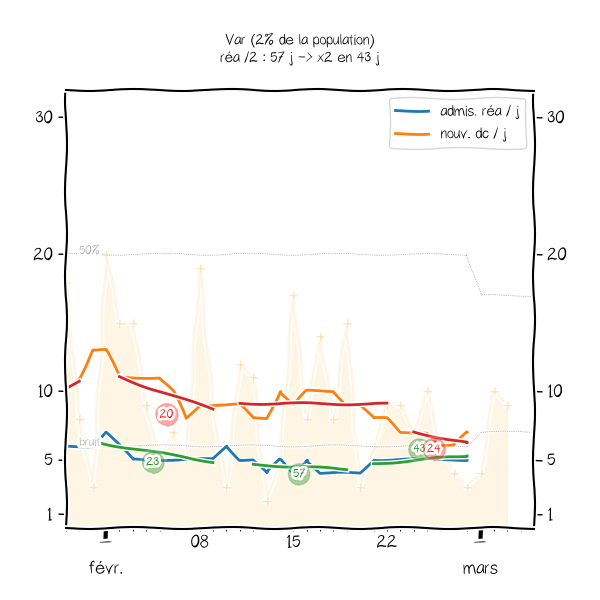 Var (2% de la population)
réa /2 : 57 j -> x2 en 43 j
admis. réa / j
nouv. dc / j
30
30
20
20
50%
10
10
20
bruit
43
24
23
57
5
5
1
1
08
15
22
févr.
mars